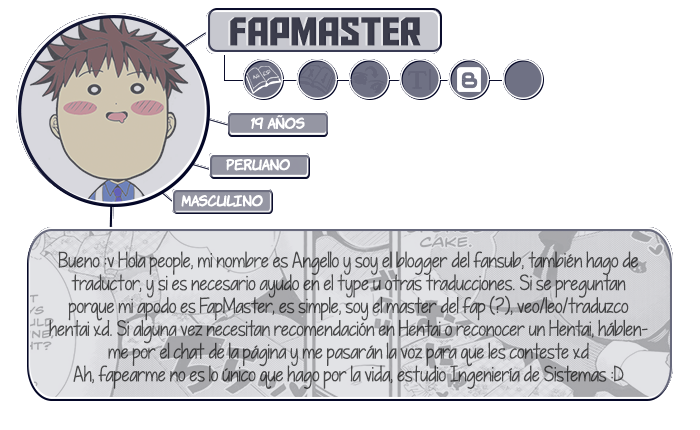 FAPMASTER
19 AÑOS
PERUANO
MASCULINO
CAKE.
Bueno :v Hola people, mi nombre es Angello y soy el blogger del fansub, también hago de
traductor, y si es necesario ayudo en el type u otras traducciones. Si se preguntan
porque mi apodo es FapMaster, es simple, soy el master del fap (?), veo/leo/traduzco
hentai xd. Si alguna vez necesitan recomendación en Hentai o reconocer un Hentai, háblen-
me por el chat de la página y me pasarán la voz para que les conteste x.d
Ah, fapearme no es lo único que hago por la vida, estudio Ingeniería de Sistemas :D